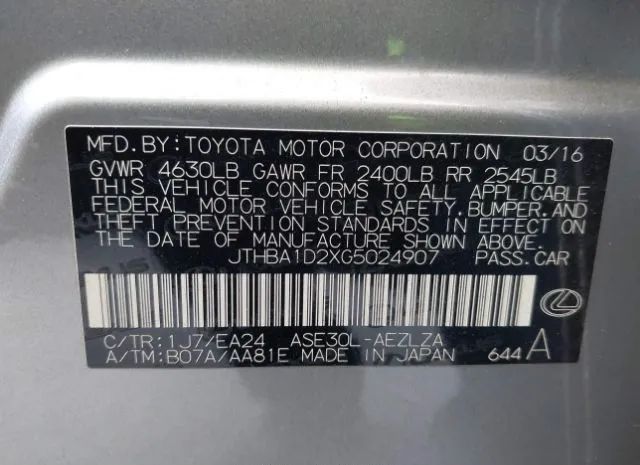 MFD.BY:TOYOTA MOTOR CORPORATION 03/16
GVWR 4630LB GAWR FR 2400LB RR 2545LB
THIS VEHICLE CONFORMS TO ALL APPLICABLE
FEDERAL MOTOR VEHICLE SAFETY,BUMPER,AND
THEFT PREVENTION STANDARDS IN EFFECT ON
THE DATE OF MANUFACTURE SHOWN ABOVE.
JTHBA1D2XG5024907 PASS.CAR
C/TR:1J7/EA24 ASE30L-AEZLZA
A/TM:B07A/AA81E MADE IN JAPAN 644 A